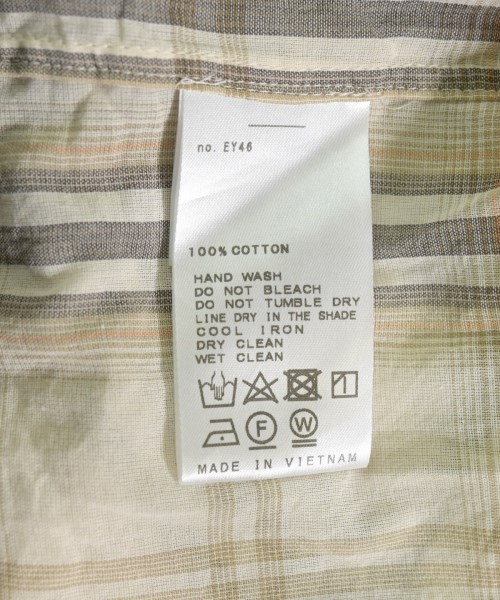 no. EY46
100% COTTON
HAND WASH
DO NOT BLEACH
DO NOT TUMBLE DRY
LINE DRY IN THE SHADE
COOL IRON
DRY CLEAN
WET CLEAN
F W
MADE IN VIETNAM